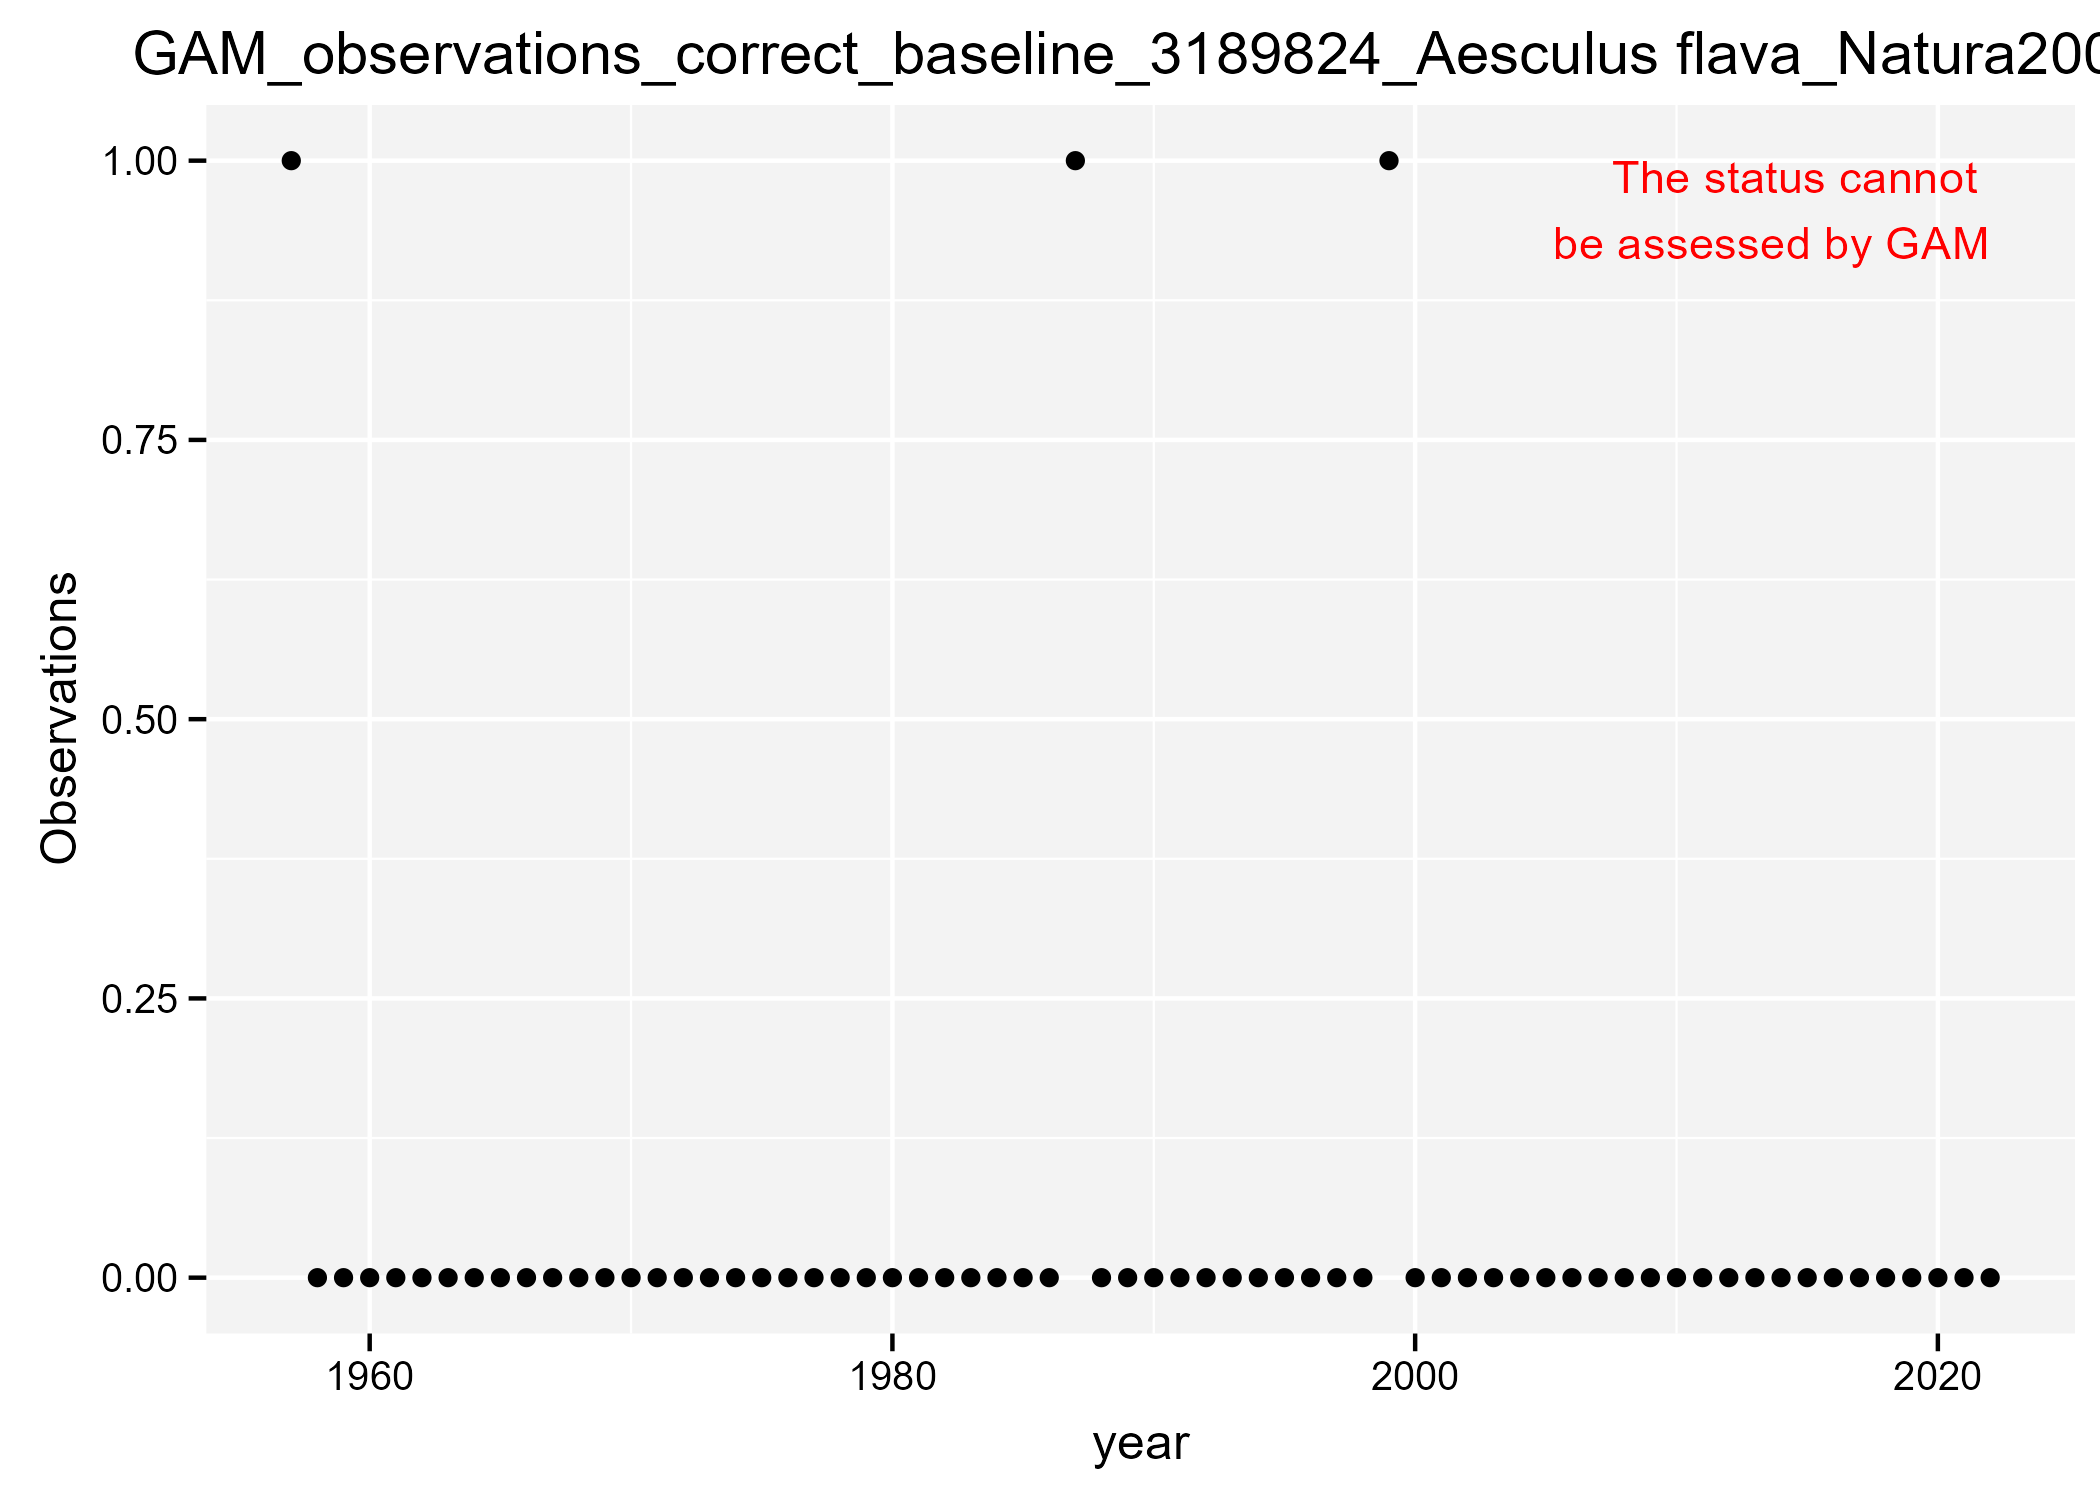 GAM_observations_correct_baseline_3189824_Aesculus flava_Natura200
1.00
0.75
0.50
0.25
0.00
Observations
The status cannot
be assessed by GAM
1960 1980 2000 2020
year